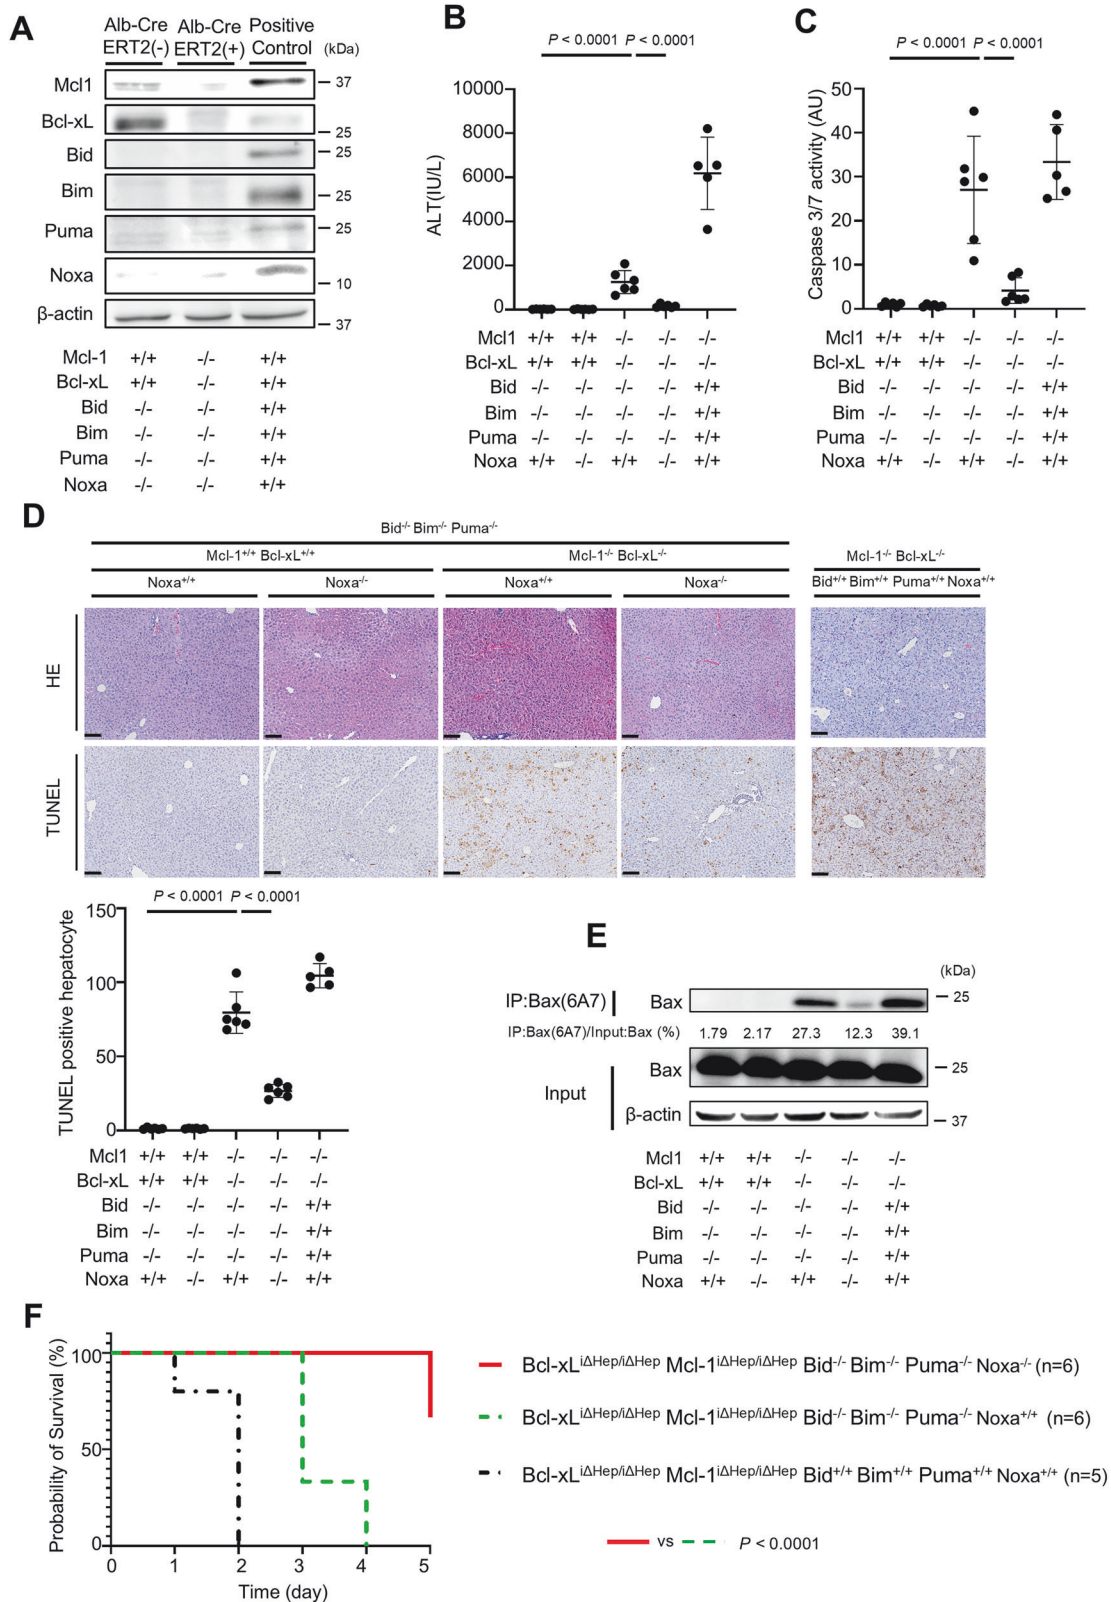 A
Alb-Cre ERT2(-)
Alb-Cre ERT2(+)
Positive Control
(kDa)
Mcl1
37
Bcl-xL
25
Bid
25
Bim
25
Puma
25
Noxa
10
β-actin
37
Mcl-1 +/+ -/- +/+
Bcl-xL +/+ -/- +/+
Bid -/- -/- +/+
Bim -/- -/- +/+
Puma -/- -/- +/+
Noxa -/- -/- +/+
B
P < 0.0001 P < 0.0001
ALT(IU/L)
10000
8000
6000
4000
2000
0
Mcl1 +/+ +/+ -/- -/- -/-
Bcl-xL +/+ +/+ -/- -/- -/-
Bid -/- -/- -/- -/- +/+
Bim -/- -/- -/- -/- +/+
Puma -/- -/- -/- -/- +/+
Noxa +/+ -/- +/+ -/- +/+
C
P < 0.0001 P < 0.0001
Caspase 3/7 activity (AU)
50
40
30
20
10
0
Mcl1 +/+ +/+ -/- -/- -/-
Bcl-xL +/+ +/+ -/- -/- -/-
Bid -/- -/- -/- -/- +/+
Bim -/- -/- -/- -/- +/+
Puma -/- -/- -/- -/- +/+
Noxa +/+ -/- +/+ -/- +/+
D
Bid-/- Bim-/- Puma-/-
Mcl-1+/+ Bcl-xL+/+
Mcl-1-/- Bcl-xL-/-
Mcl-1-/- Bcl-xL-/-
Noxa+/+
Noxa-/-
Noxa+/+
Noxa-/-
Bid+/+ Bim+/+ Puma+/+ Noxa+/+
HE
TUNEL
P < 0.0001 P < 0.0001
TUNEL positive hepatocyte
150
100
50
0
Mcl1 +/+ +/+ -/- -/- -/-
Bcl-xL +/+ +/+ -/- -/- -/-
Bid -/- -/- -/- -/- +/+
Bim -/- -/- -/- -/- +/+
Puma -/- -/- -/- -/- +/+
Noxa +/+ -/- +/+ -/- +/+
E
(kDa)
IP:Bax(6A7) Bax
25
IP:Bax(6A7)/Input:Bax (%) 1.79 2.17 27.3 12.3 39.1
Input
Bax
25
β-actin
37
Mcl1 +/+ +/+ -/- -/- -/-
Bcl-xL +/+ +/+ -/- -/- -/-
Bid -/- -/- -/- -/- +/+
Bim -/- -/- -/- -/- +/+
Puma -/- -/- -/- -/- +/+
Noxa +/+ -/- +/+ -/- +/+
F
Probability of Survival (%)
100
50
0
0 1 2 3 4 5
Time (day)
Bcl-xLiΔHep/iΔHep Mcl-1iΔHep/iΔHep Bid-/- Bim-/- Puma-/- Noxa-/- (n=6)
Bcl-xLiΔHep/iΔHep Mcl-1iΔHep/iΔHep Bid-/- Bim-/- Puma-/- Noxa+/+ (n=6)
Bcl-xLiΔHep/iΔHep Mcl-1iΔHep/iΔHep Bid+/+ Bim+/+ Puma+/+ Noxa+/+ (n=5)
vs P < 0.0001